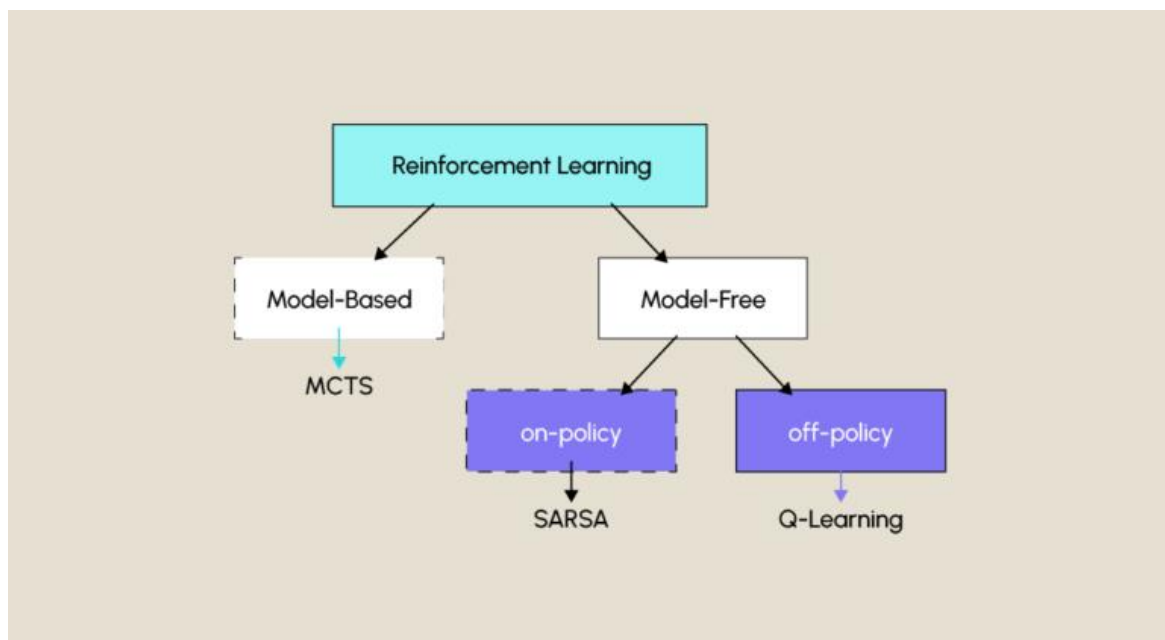 Reinforcement Learning
Model-Based
Model-Free
MCTS
on-policy
off-policy
SARSA
Q-Learning